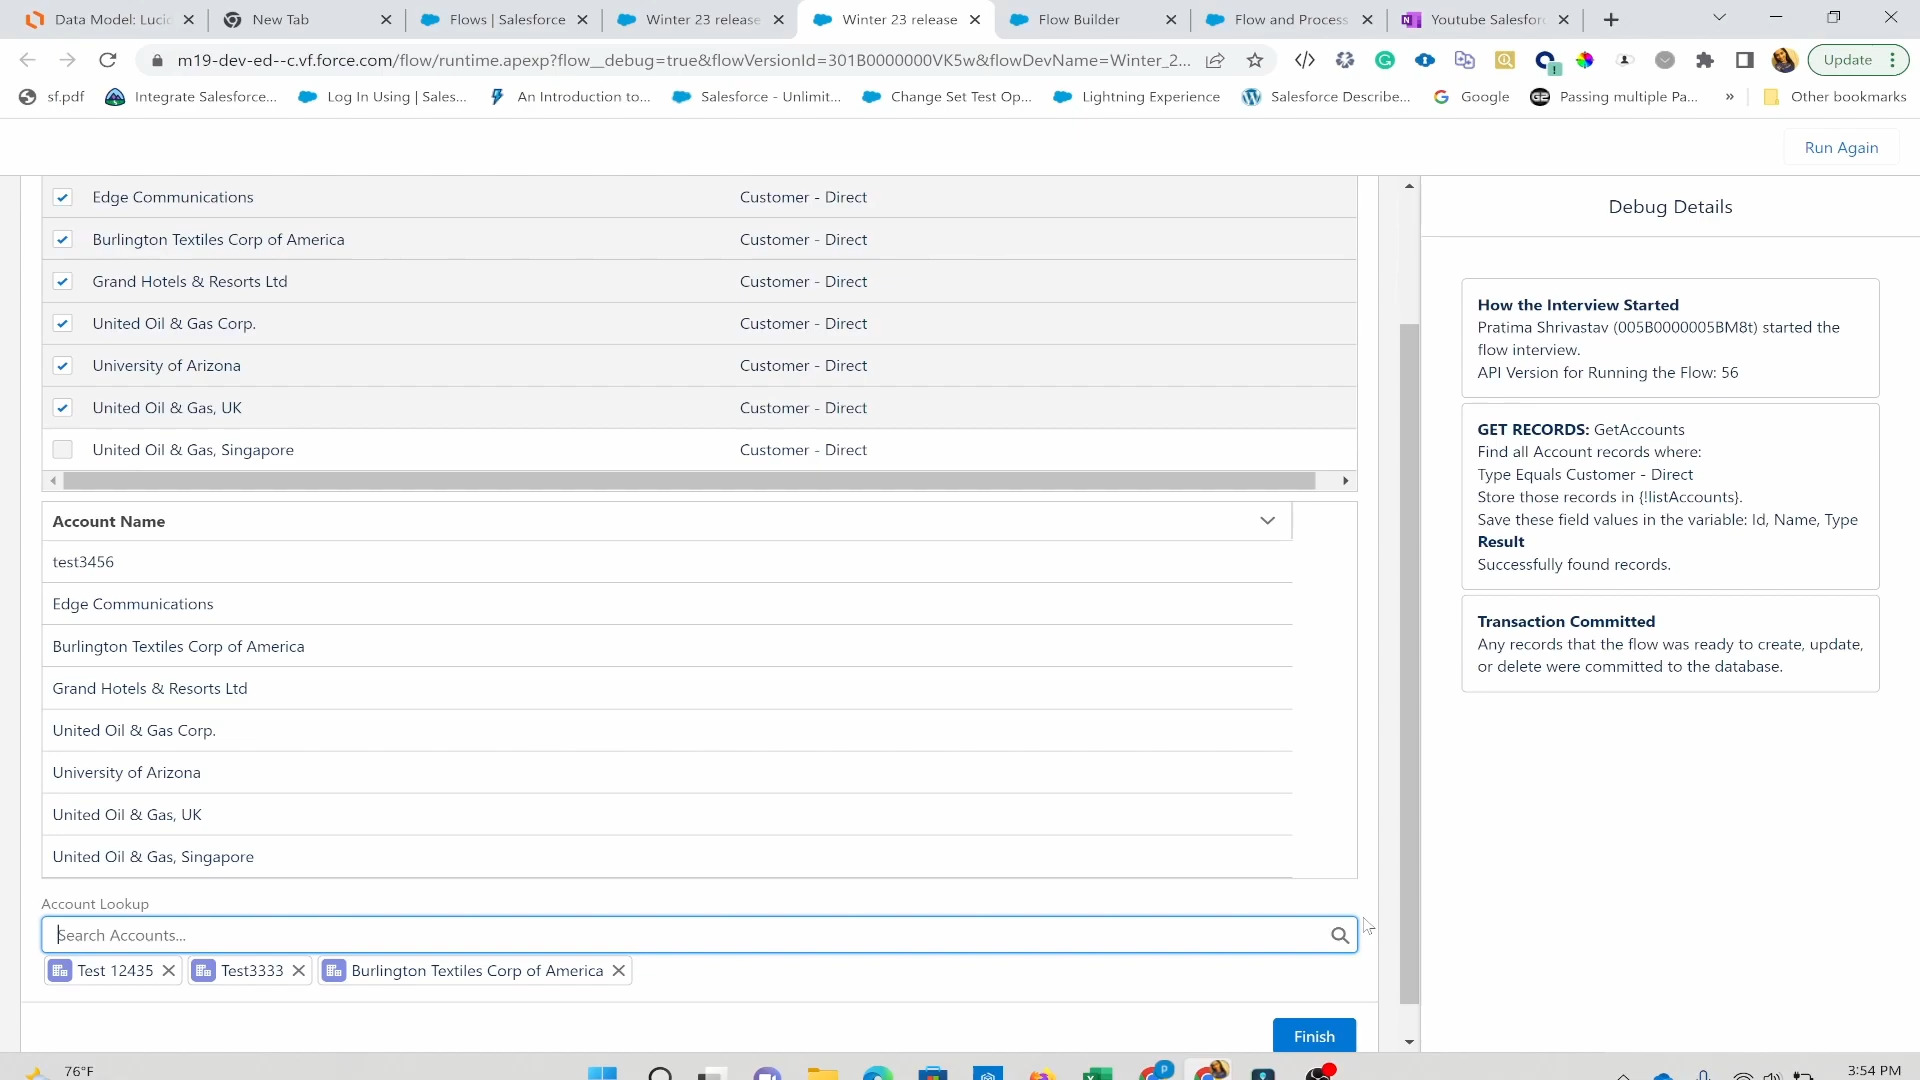 Data Model: Lucid
New Tab
Flows | Salesforce
Winter 23 release
Winter 23 release
Flow Builder
Flow and Process
Youtube Salesforc
m19-dev-ed--c.vf.force.com/flow/runtime.apexp?flow__debug=true&flowVersionId=301B0000000VK5w&flowDevName=Winter_2...
Update
sf.pdf
Integrate Salesforce...
Log In Using | Sales...
An Introduction to...
Salesforce - Unlimit...
Change Set Test Op...
Lightning Experience
Salesforce Describe...
Google
Passing multiple Pa...
»
Other bookmarks
Run Again
Edge Communications Customer - Direct
Burlington Textiles Corp of America Customer - Direct
Grand Hotels & Resorts Ltd Customer - Direct
United Oil & Gas Corp. Customer - Direct
University of Arizona Customer - Direct
United Oil & Gas, UK Customer - Direct
United Oil & Gas, Singapore Customer - Direct
Account Name
test3456
Edge Communications
Burlington Textiles Corp of America
Grand Hotels & Resorts Ltd
United Oil & Gas Corp.
University of Arizona
United Oil & Gas, UK
United Oil & Gas, Singapore
Account Lookup
Search Accounts...
Test 12435
Test3333
Burlington Textiles Corp of America
Finish
Debug Details
How the Interview Started
Pratima Shrivastav (005B0000005BM8t) started the
flow interview.
API Version for Running the Flow: 56
GET RECORDS: GetAccounts
Find all Account records where:
Type Equals Customer - Direct
Store those records in {!listAccounts}.
Save these field values in the variable: Id, Name, Type
Result
Successfully found records.
Transaction Committed
Any records that the flow was ready to create, update,
or delete were committed to the database.
76°F
3:54 PM